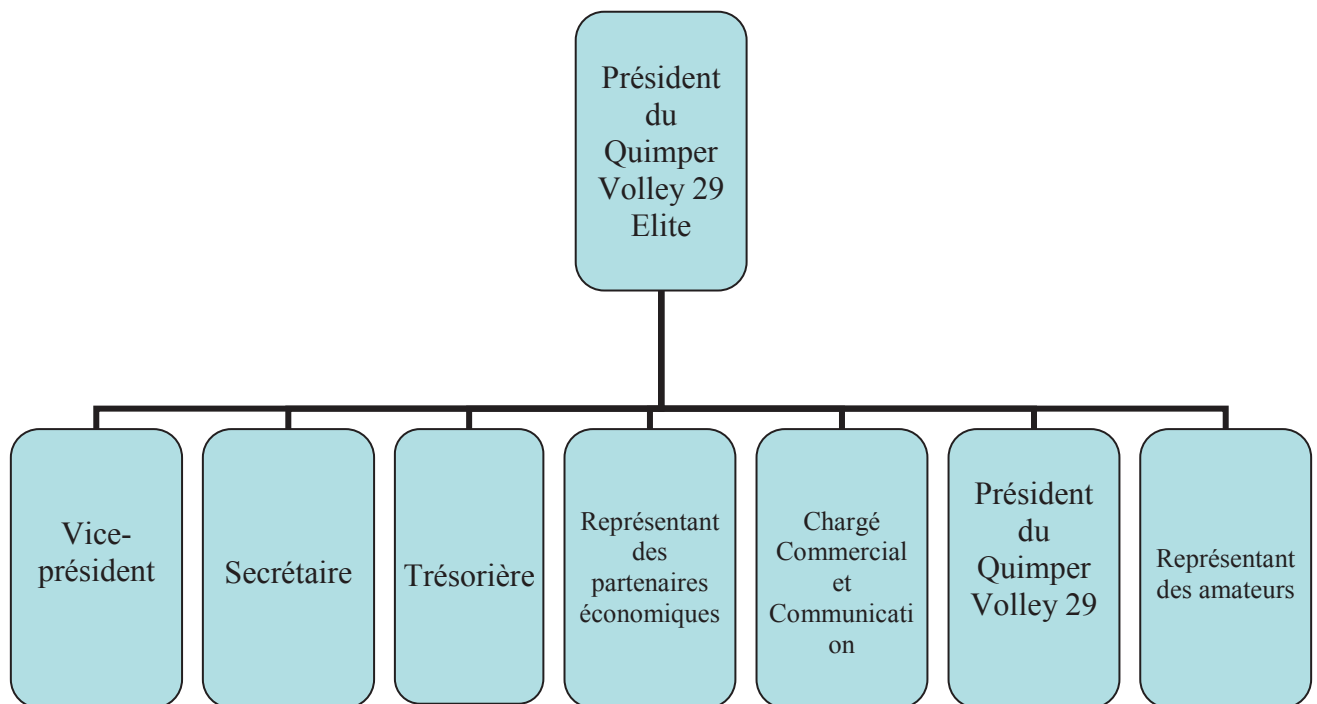 Président
du
Quimper
Volley 29
Elite
Vice-
président
Secrétaire
Trésorière
Représentant
des
partenaires
économiques
Chargé
Commercial
et
Communicati
on
Président
du
Quimper
Volley 29
Représentant
des amateurs